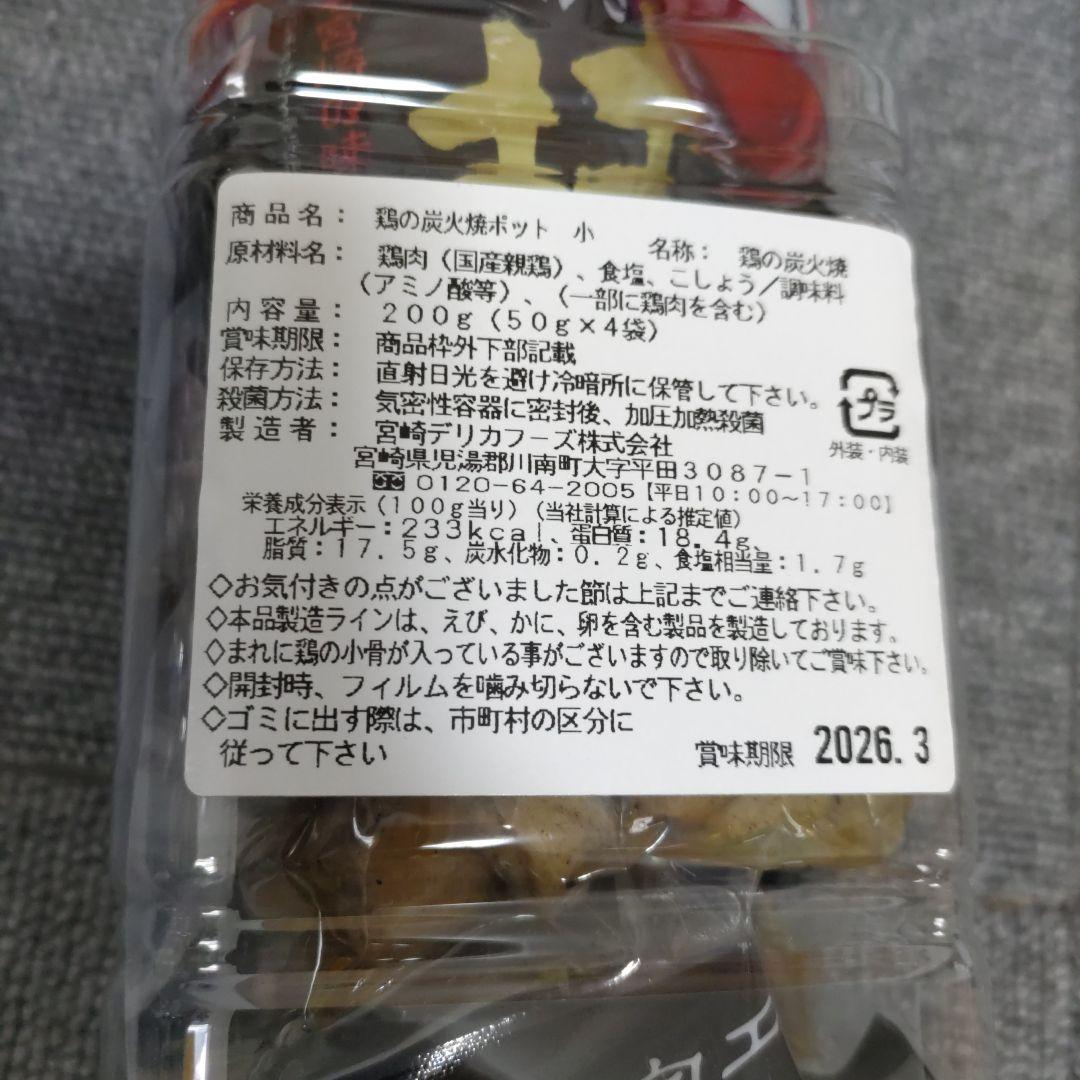 宮崎の味
商品名： 鶏の炭火焼ポット 小 名称： 鶏の炭火焼
原材料名： 鶏肉（国産親鶏）、食塩、こしょう／調味料
（アミノ酸等）、（一部に鶏肉を含む）
内容量： 200g（50g×4袋）
賞味期限： 商品枠外下部記載
保存方法： 直射日光を避け冷暗所に保管して下さい。
殺菌方法： 気密性容器に密封後、加圧加熱殺菌
製造者： 宮崎デリカフーズ株式会社
宮崎県児湯郡川南町大字平田3087-1
0120-64-2005【平日10：00～17：00】
プラ
外装・内装
栄養成分表示（100g当り）（当社計算による推定値）
エネルギー：233kcal、蛋白質：18.4g、
脂質：17.5g、炭水化物：0.2g、食塩相当量：1.7g
◇お気付きの点がございました節は上記までご連絡下さい。
◇本品製造ラインは、えび、かに、卵を含む製品を製造しております。
◇まれに鶏の小骨が入っている事がございますので取り除いてご賞味下さい。
◇開封時、フィルムを噛み切らないで下さい。
◇ゴミに出す際は、市町村の区分に
従って下さい
賞味期限 2026.3